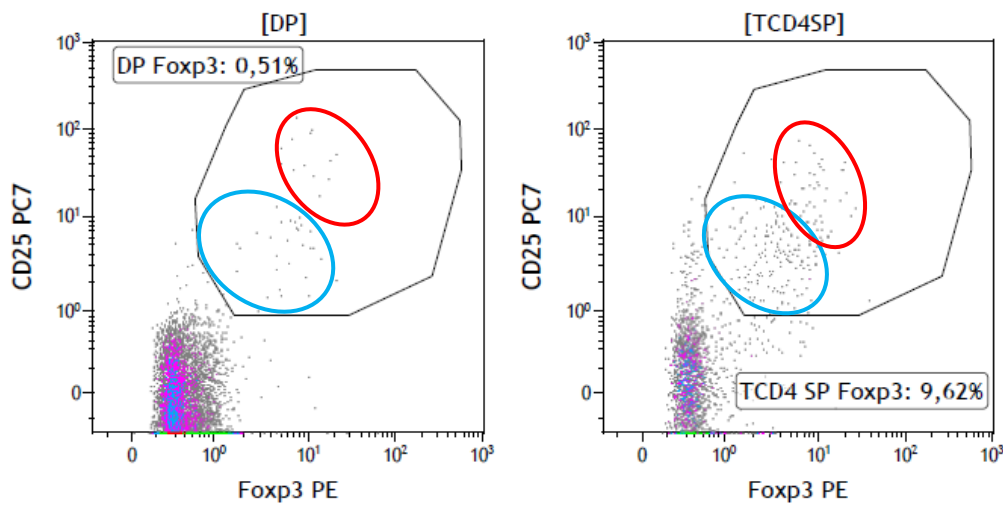 [DP]
10³
DP Foxp3: 0,51%
10²
10¹
10⁰
0
CD25 PC7
0
10⁰
10¹
10²
10³
Foxp3 PE
[TCD4SP]
10³
10²
10¹
10⁰
0
CD25 PC7
TCD4 SP Foxp3: 9,62%
0
10⁰
10¹
10²
10³
Foxp3 PE